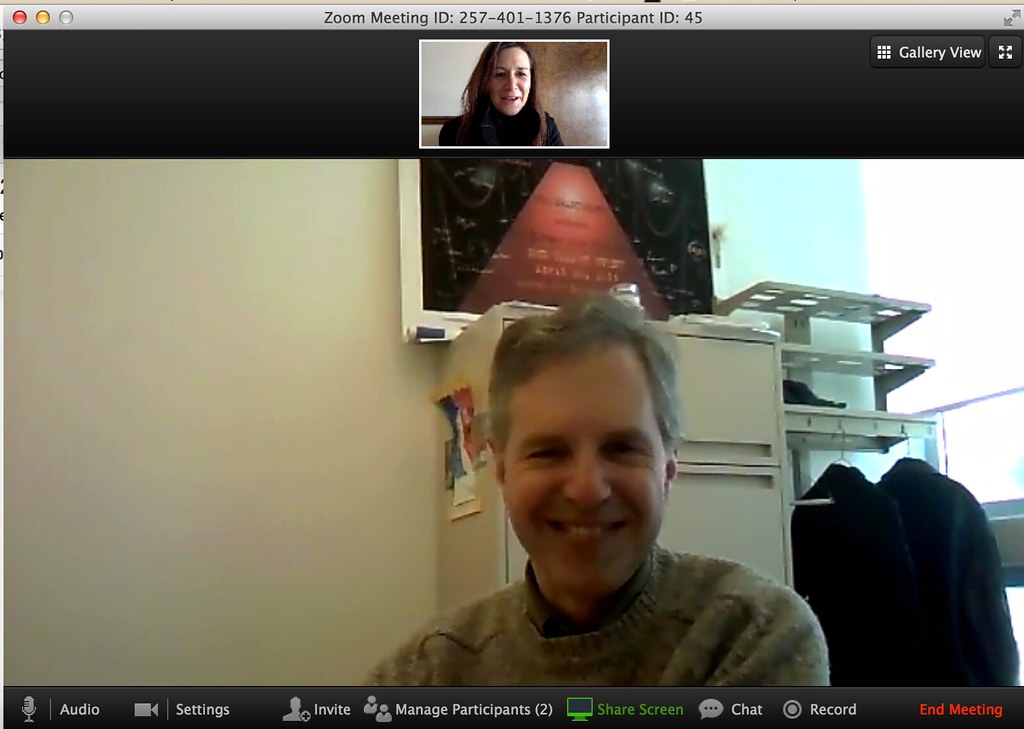 Zoom Meeting ID: 257-401-1376 Participant ID: 45
Gallery View
Audio
Settings
Invite
Manage Participants (2)
Share Screen
Chat
Record
End Meeting